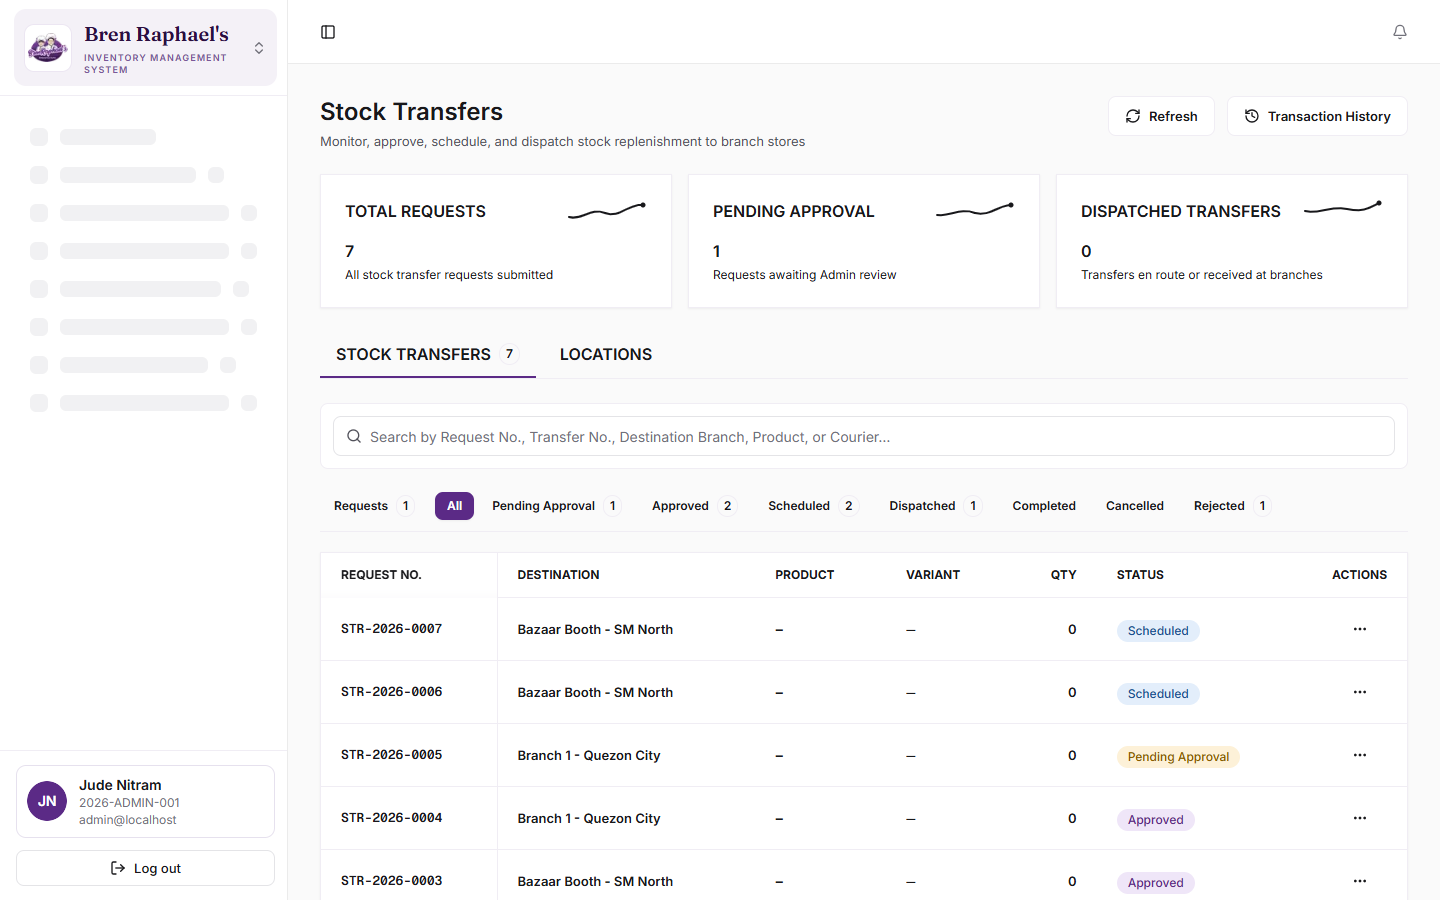 Bren Raphael's
INVENTORY MANAGEMENT
SYSTEM
Stock Transfers
Monitor, approve, schedule, and dispatch stock replenishment to branch stores
Refresh
Transaction History
TOTAL REQUESTS
7
All stock transfer requests submitted
PENDING APPROVAL
1
Requests awaiting Admin review
DISPATCHED TRANSFERS
0
Transfers en route or received at branches
STOCK TRANSFERS 7
LOCATIONS
Search by Request No., Transfer No., Destination Branch, Product, or Courier...
Requests 1 All Pending Approval 1 Approved 2 Scheduled 2 Dispatched 1 Completed Cancelled Rejected 1
REQUEST NO. DESTINATION PRODUCT VARIANT QTY STATUS ACTIONS
STR-2026-0007 Bazaar Booth - SM North – — 0 Scheduled ...
STR-2026-0006 Bazaar Booth - SM North – — 0 Scheduled ...
STR-2026-0005 Branch 1 - Quezon City – — 0 Pending Approval ...
STR-2026-0004 Branch 1 - Quezon City – — 0 Approved ...
STR-2026-0003 Bazaar Booth - SM North – — 0 Approved ...
JN
Jude Nitram
2026-ADMIN-001
admin@localhost
Log out